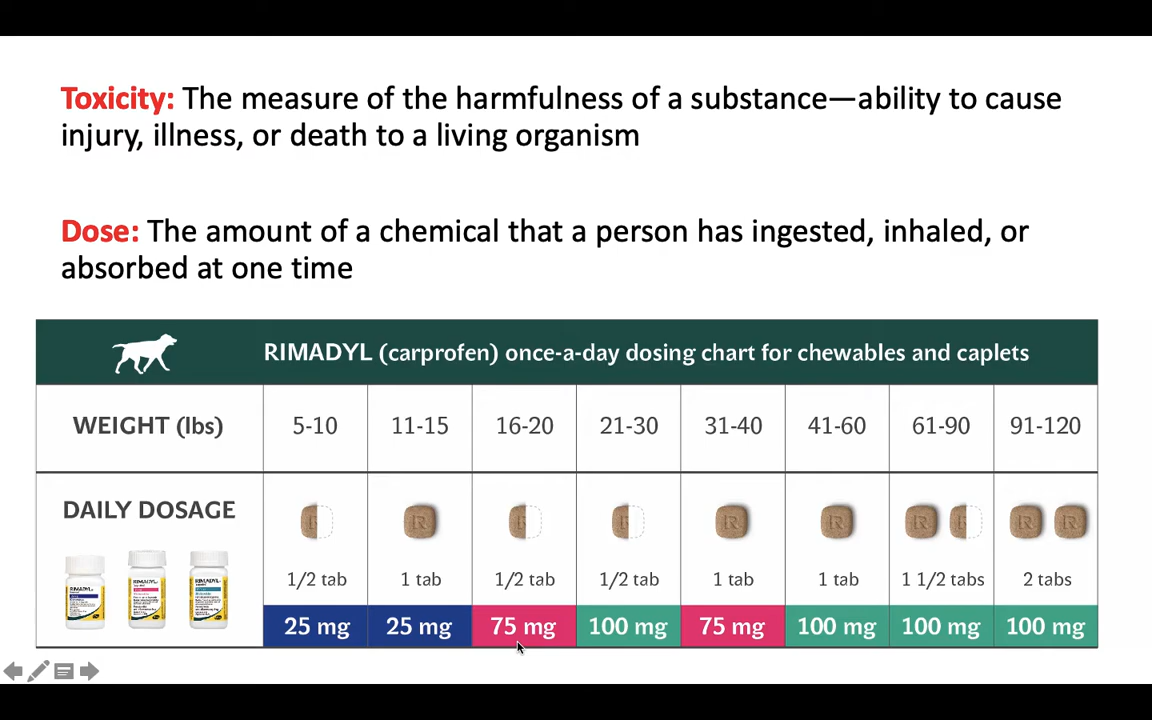 Toxicity: The measure of the harmfulness of a substance—ability to cause
injury, illness, or death to a living organism
Dose: The amount of a chemical that a person has ingested, inhaled, or
absorbed at one time
RIMADYL (carprofen) once-a-day dosing chart for chewables and caplets
WEIGHT (lbs) 5-10 11-15 16-20 21-30 31-40 41-60 61-90 91-120
DAILY DOSAGE
R R R R R R R R R R
RIMADYL RIMADYL RIMADYL
1/2 tab 1 tab 1/2 tab 1/2 tab 1 tab 1 tab 1 1/2 tabs 2 tabs
25 mg 25 mg 75 mg 100 mg 75 mg 100 mg 100 mg 100 mg